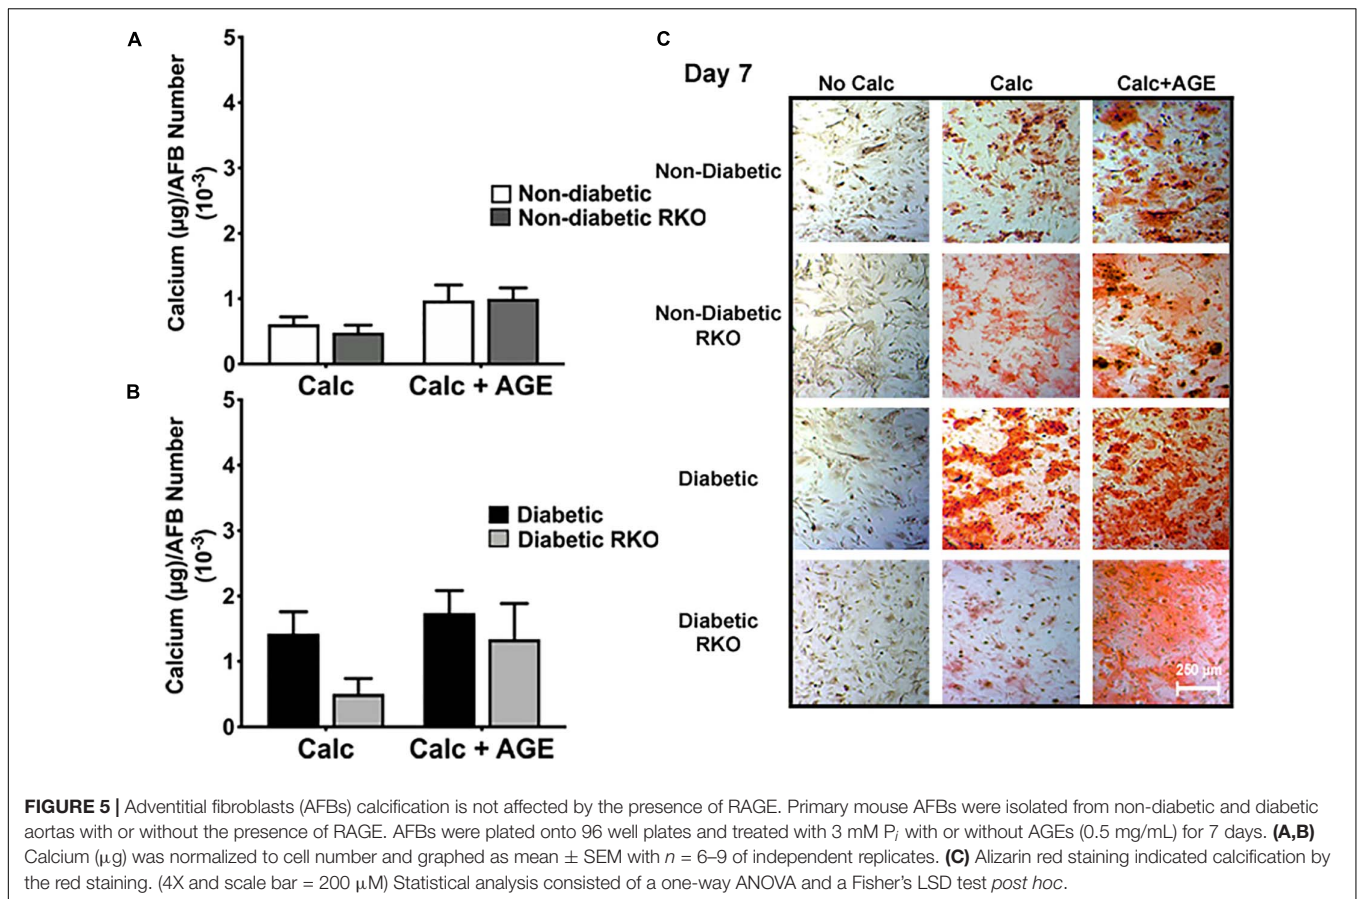 A
5
4
3
2
1
0
Calcium (µg)/AFB Number
(10-3)
Non-diabetic
Non-diabetic RKO
Calc
Calc + AGE
B
5
4
3
2
1
0
Calcium (µg)/AFB Number
(10-3)
Diabetic
Diabetic RKO
Calc
Calc + AGE
C
Day 7
No Calc
Calc
Calc+AGE
Non-Diabetic
Non-Diabetic
RKO
Diabetic
Diabetic
RKO
250 µm
FIGURE 5 | Adventitial fibroblasts (AFBs) calcification is not affected by the presence of RAGE. Primary mouse AFBs were isolated from non-diabetic and diabetic
aortas with or without the presence of RAGE. AFBs were plated onto 96 well plates and treated with 3 mM Pi with or without AGEs (0.5 mg/mL) for 7 days. (A,B)
Calcium (µg) was normalized to cell number and graphed as mean ± SEM with n = 6–9 of independent replicates. (C) Alizarin red staining indicated calcification by
the red staining. (4X and scale bar = 200 µM) Statistical analysis consisted of a one-way ANOVA and a Fisher's LSD test post hoc.